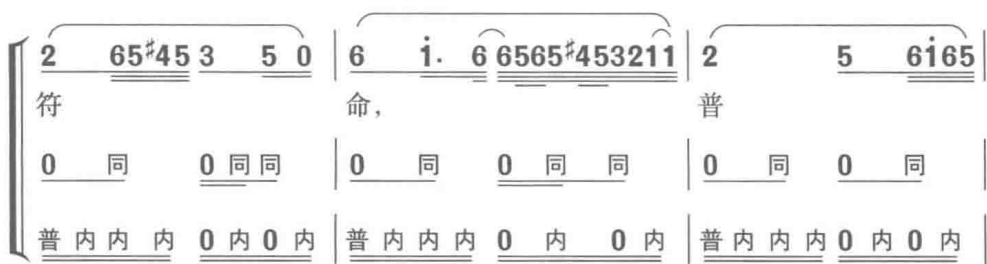 2 65#45 3 5 0 | 6 i̇. 6 6565#453211 | 2 5 6i̇65 |
符 命, 普
0 同 0 同 同 | 0 同 0 同 同 | 0 同 0 同 |
普 内 内 内 0 内 0 内 | 普 内 内 内 0 内 0 内 | 普 内 内 内 0 内 0 内 |